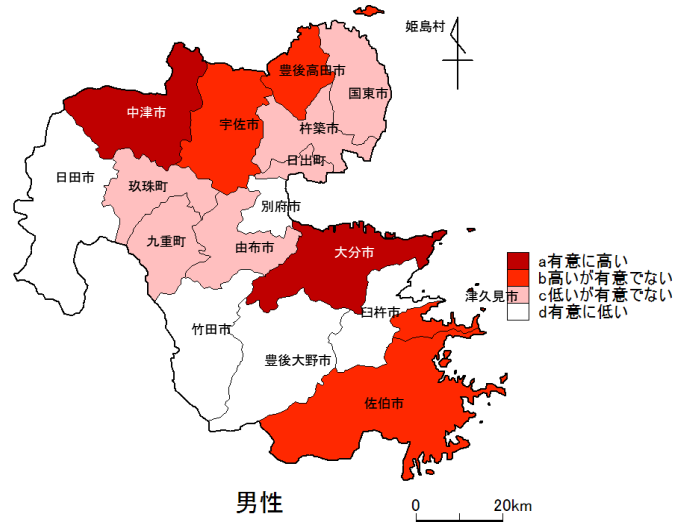 姫島村
豊後高田市
国東市
中津市
宇佐市
杵築市
日出町
日田市
玖珠町
別府市
九重町
由布市
大分市
a有意に高い
b高いが有意でない
c低いが有意でない
d有意に低い
津久見市
臼杵市
竹田市
豊後大野市
佐伯市
男性
0 20km